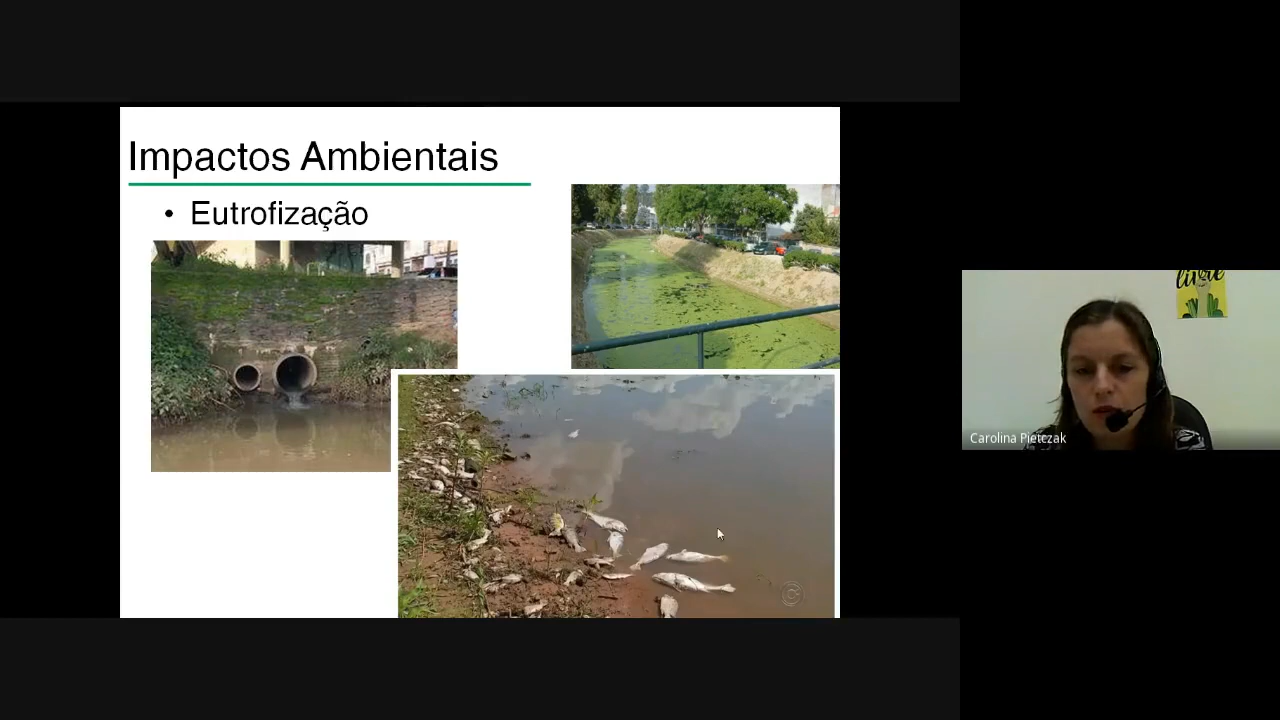 Impactos Ambientais
• Eutrofização
livre
Carolina Pietczak